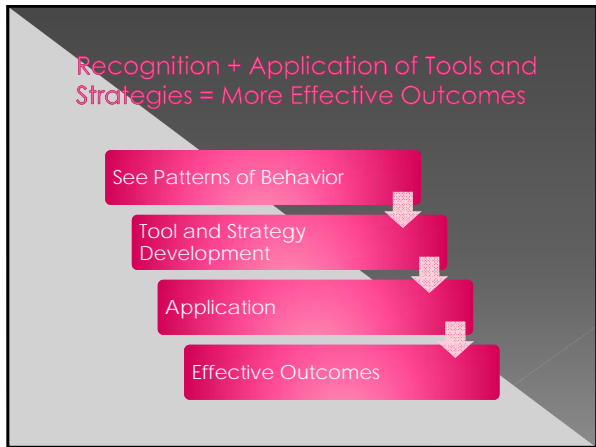 Recognition + Application of Tools and
Strategies = More Effective Outcomes
See Patterns of Behavior
Tool and Strategy
Development
Application
Effective Outcomes